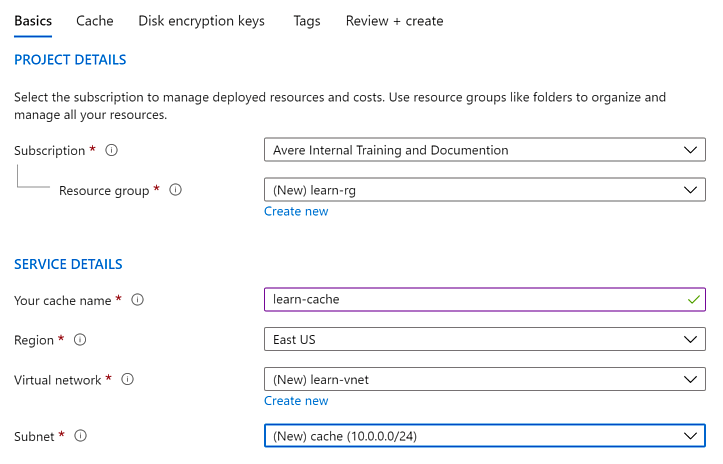 Basics Cache Disk encryption keys Tags Review + create
PROJECT DETAILS
Select the subscription to manage deployed resources and costs. Use resource groups like folders to organize and
manage all your resources.
Subscription * Avere Internal Training and Documention
Resource group * (New) learn-rg
Create new
SERVICE DETAILS
Your cache name * learn-cache
Region * East US
Virtual network * (New) learn-vnet
Create new
Subnet * (New) cache (10.0.0.0/24)